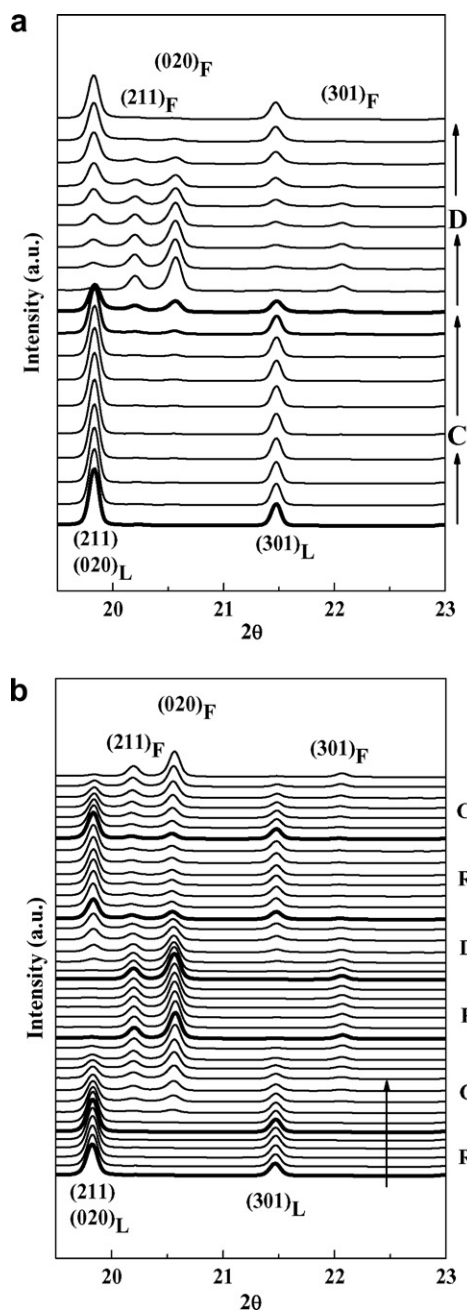 a
(020)F
(211)F
(301)F
D
C
Intensity (a.u.)
(211)
(020)L
(301)L
20
21
22
23
2θ
b
(020)F
(211)F
(301)F
R
Intensity (a.u.)
R
(211)
(020)L
(301)L
20
21
22
23
2θ